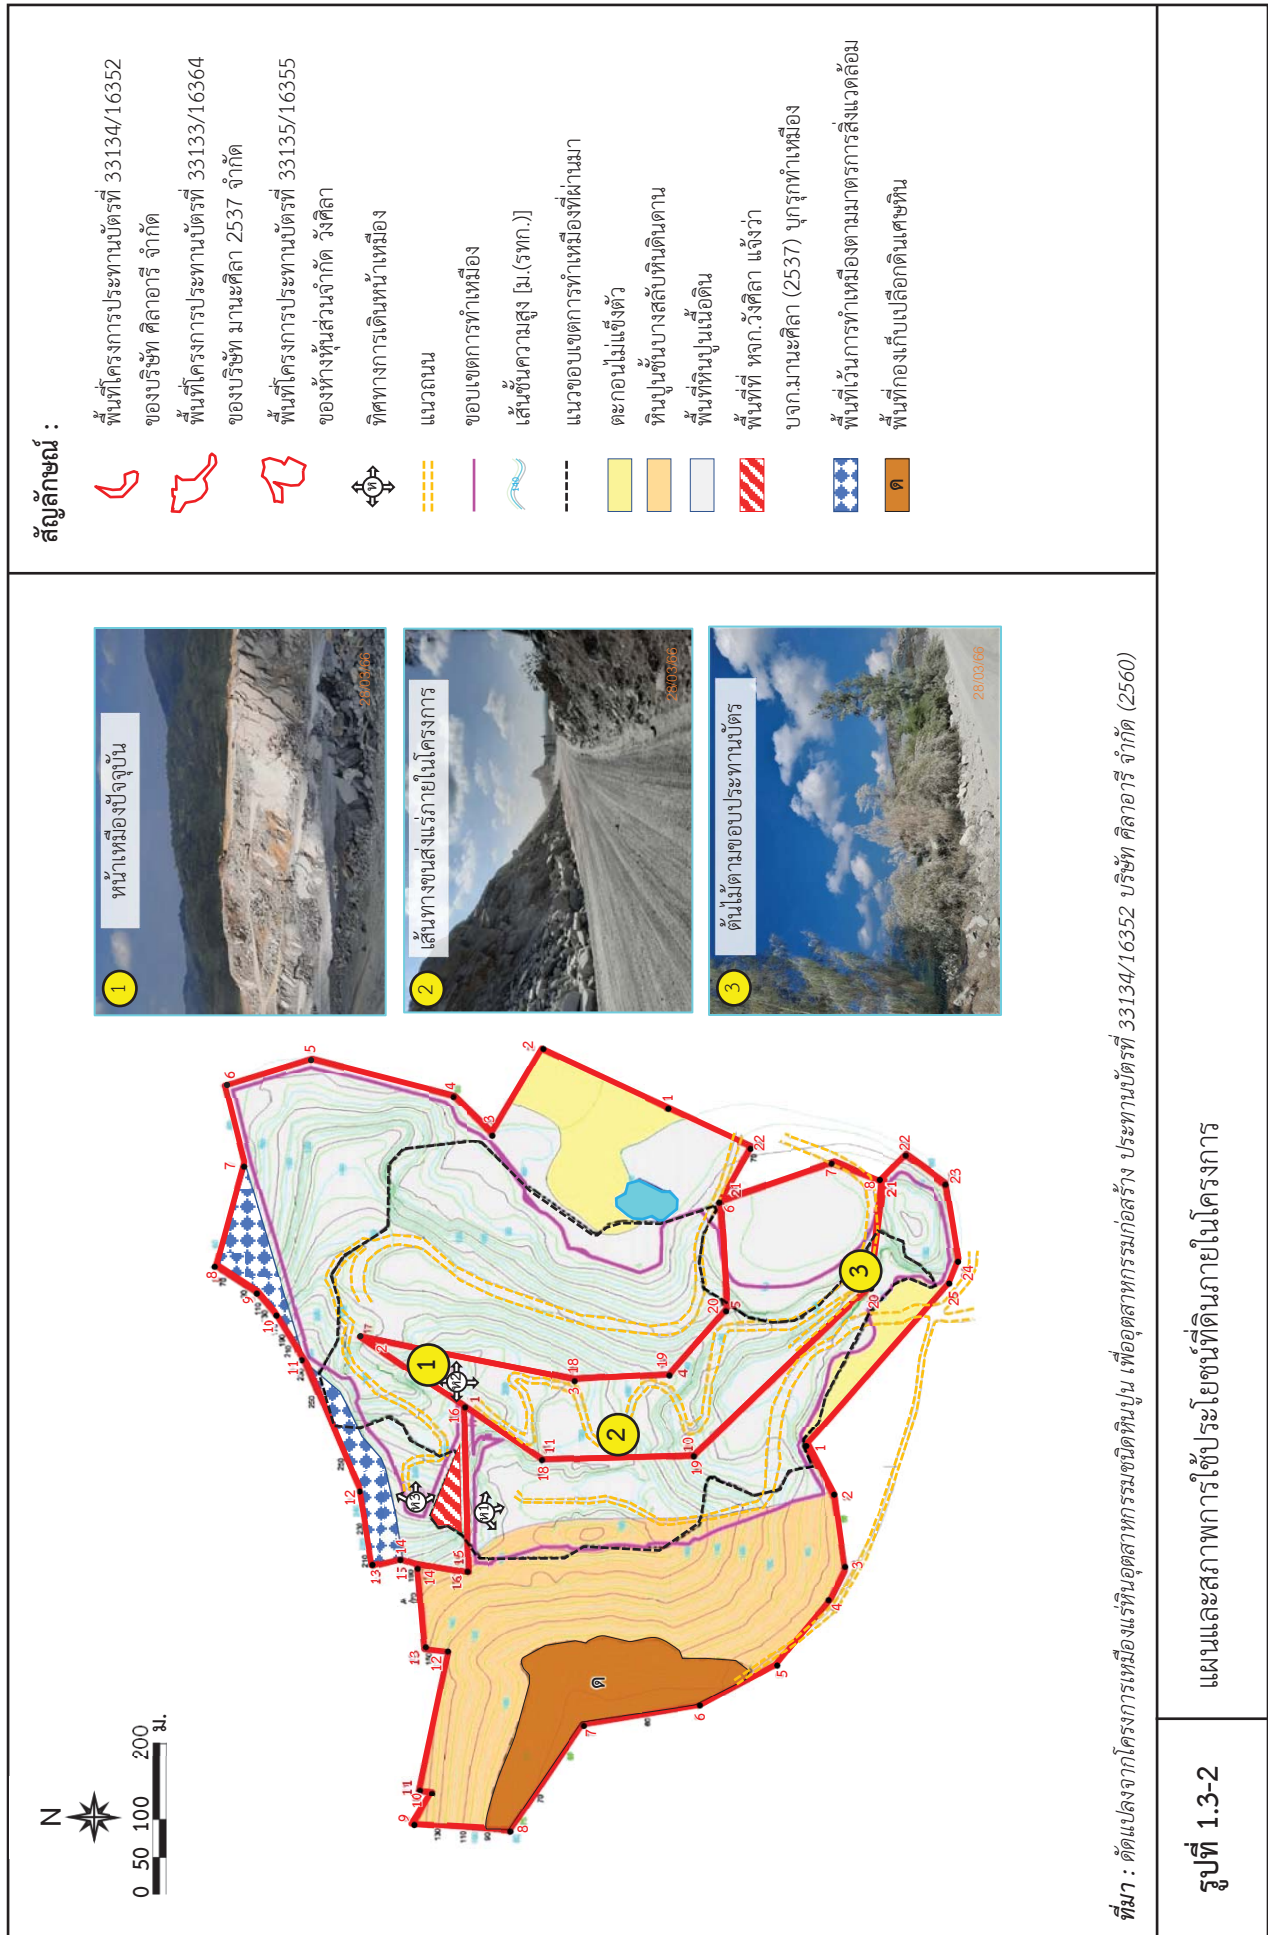 N
0 50 100 200
ม.
หน้าเหมืองปัจจุบัน
1
28/03/66
เส้นทางขนส่งแร่ภายในโครงการ
2
28/03/66
ต้นไม้ตามขอบประทานบัตร
3
28/03/66
1
2
3
ท1
ท2
ท3
ต
สัญลักษณ์ :
พื้นที่โครงการประทานบัตรที่ 33134/16352
ของบริษัท ศิลาอารี จำกัด
พื้นที่โครงการประทานบัตรที่ 33133/16364
ของบริษัท มานะศิลา 2537 จำกัด
พื้นที่โครงการประทานบัตรที่ 33135/16355
ของห้างหุ้นส่วนจำกัด วังศิลา
ท
ทิศทางการเดินหน้าเหมือง
แนวถนน
ขอบเขตการทำเหมือง
140
เส้นชั้นความสูง [ม.(รทก.)]
แนวขอบเขตการทำเหมืองที่ผ่านมา
ตะกอนไม่แข็งตัว
หินปูนชั้นบางสลับหินดินดาน
พื้นที่หินปูนเนื้อดิน
พื้นที่ที่ หจก.วังศิลา แจ้งว่า
บจก.มานะศิลา (2537) บุกรุกทำเหมือง
พื้นที่เว้นการทำเหมืองตามมาตรการสิ่งแวดล้อม
ต
พื้นที่กองเก็บเปลือกดินเศษหิน
ที่มา : ดัดแปลงจากโครงการเหมืองแร่หินอุตสาหกรรมชนิดหินปูน เพื่ออุตสาหกรรมก่อสร้าง ประทานบัตรที่ 33134/16352 บริษัท ศิลาอารี จำกัด (2560)
รูปที่ 1.3-2
แผนและสภาพการใช้ประโยชน์ที่ดินภายในโครงการ